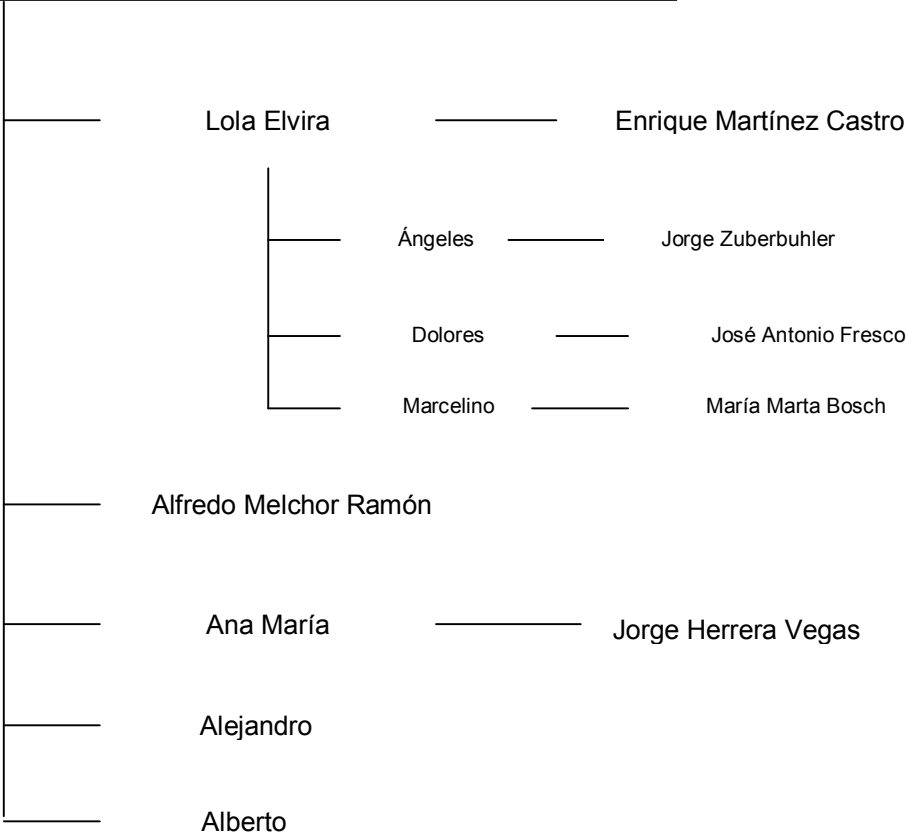 Lola Elvira Enrique Martínez Castro
Ángeles Jorge Zuberbuhler
Dolores José Antonio Fresco
Marcelino María Marta Bosch
Alfredo Melchor Ramón
Ana María Jorge Herrera Vegas
Alejandro
Alberto